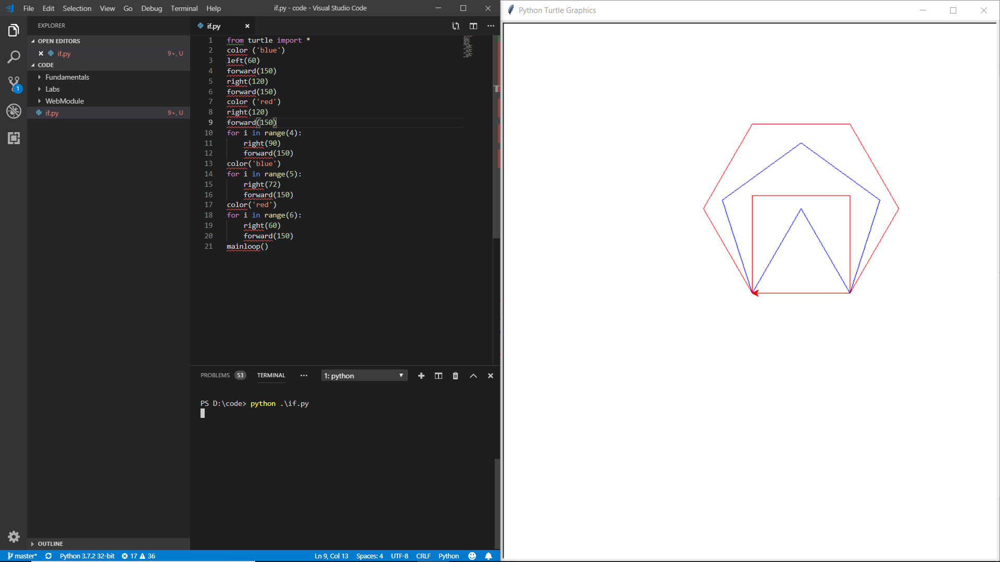 File Edit Selection View Go Debug Terminal Help
if.py - code - Visual Studio Code
Python Turtle Graphics
EXPLORER
OPEN EDITORS
if.py 9+, U
CODE
Fundamentals
Labs
WebModule
if.py 9+, U
OUTLINE
1
if.py
1 from turtle import *
2 color ('blue')
3 left(60)
4 forward(150)
5 right(120)
6 forward(150)
7 color ('red')
8 right(120)
9 forward(150)
10 for i in range(4):
11     right(90)
12     forward(150)
13 color('blue')
14 for i in range(5):
15     right(72)
16     forward(150)
17 color('red')
18 for i in range(6):
19     right(60)
20     forward(150)
21 mainloop()
PROBLEMS 53 TERMINAL ··· 1: python
PS D:\code> python .\if.py
master* Python 3.7.2 32-bit 17 36 Ln 9, Col 13 Spaces: 4 UTF-8 CRLF Python